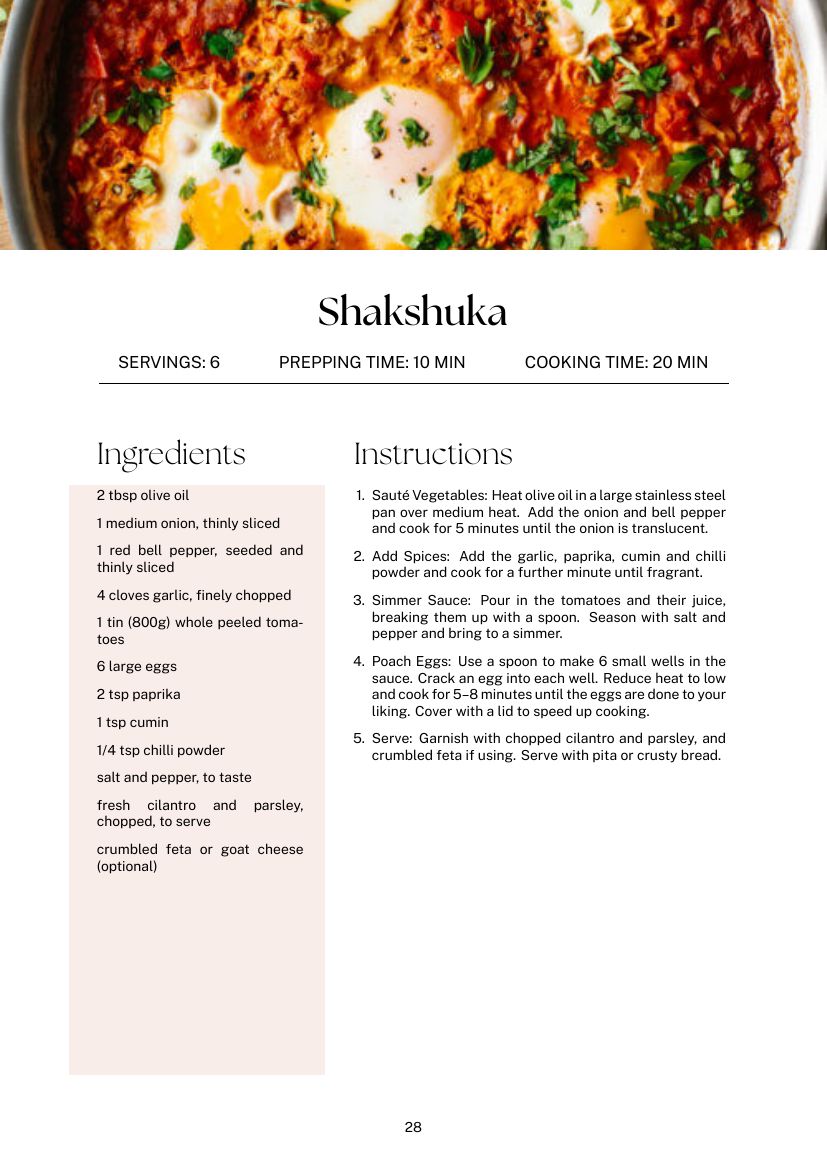 Shakshuka
SERVINGS: 6 PREPPING TIME: 10 MIN COOKING TIME: 20 MIN
Ingredients
2 tbsp olive oil
1 medium onion, thinly sliced
1 red bell pepper, seeded and
thinly sliced
4 cloves garlic, finely chopped
1 tin (800g) whole peeled toma-
toes
6 large eggs
2 tsp paprika
1 tsp cumin
1/4 tsp chilli powder
salt and pepper, to taste
fresh cilantro and parsley,
chopped, to serve
crumbled feta or goat cheese
(optional)
Instructions
1. Sauté Vegetables: Heat olive oil in a large stainless steel
pan over medium heat. Add the onion and bell pepper
and cook for 5 minutes until the onion is translucent.
2. Add Spices: Add the garlic, paprika, cumin and chilli
powder and cook for a further minute until fragrant.
3. Simmer Sauce: Pour in the tomatoes and their juice,
breaking them up with a spoon. Season with salt and
pepper and bring to a simmer.
4. Poach Eggs: Use a spoon to make 6 small wells in the
sauce. Crack an egg into each well. Reduce heat to low
and cook for 5–8 minutes until the eggs are done to your
liking. Cover with a lid to speed up cooking.
5. Serve: Garnish with chopped cilantro and parsley, and
crumbled feta if using. Serve with pita or crusty bread.
28